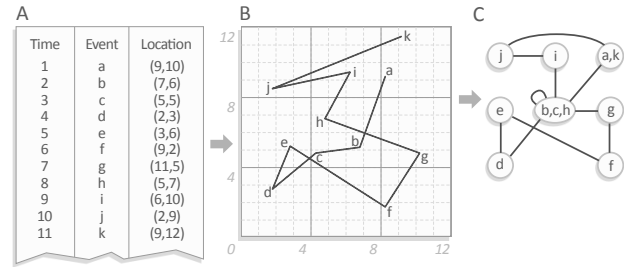 A
Time Event Location
1 a (9,10)
2 b (7,6)
3 c (5,5)
4 d (2,3)
5 e (3,6)
6 f (9,2)
7 g (11,5)
8 h (5,7)
9 i (6,10)
10 j (2,9)
11 k (9,12)
B
12
8
4
0
4
8
12
k
i
a
j
h
e
b
c
g
d
f
C
j
i
a,k
e
b,c,h
g
d
f